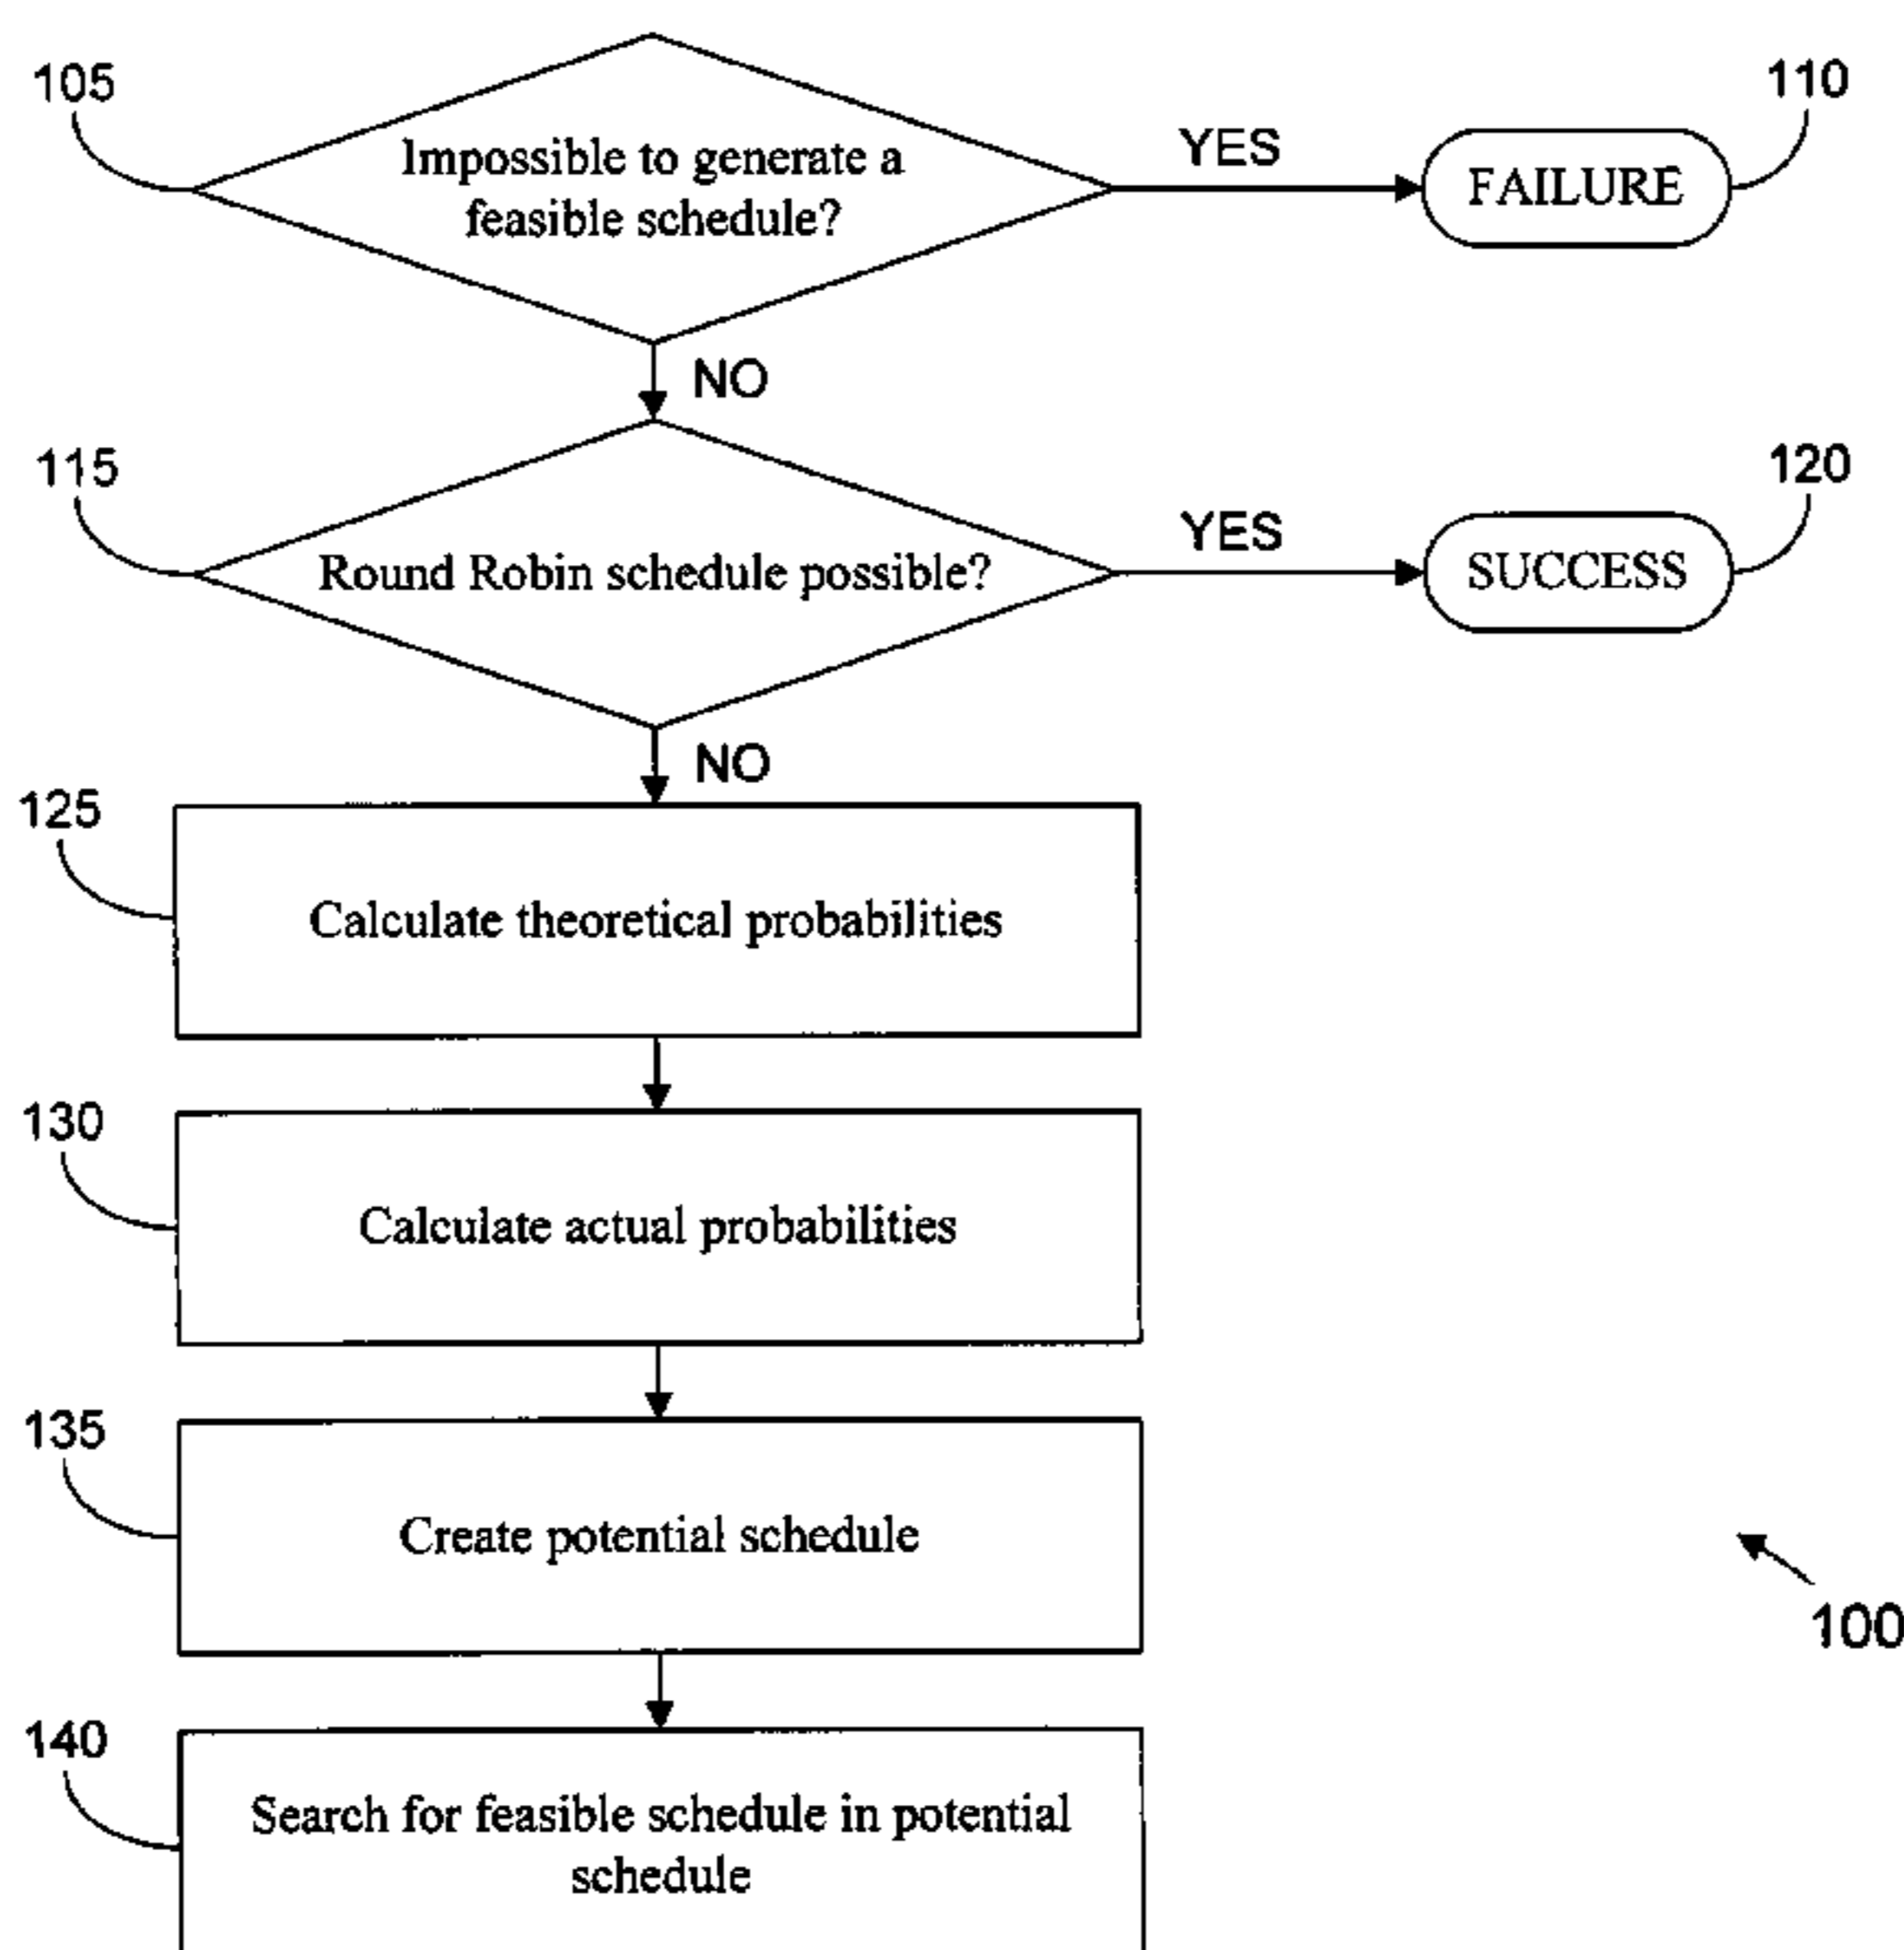 105
Impossible to generate a
feasible schedule?
YES
110
FAILURE
NO
115
Round Robin schedule possible?
YES
120
SUCCESS
NO
125
Calculate theoretical probabilities
130
Calculate actual probabilities
135
Create potential schedule
100
140
Search for feasible schedule in potential
schedule